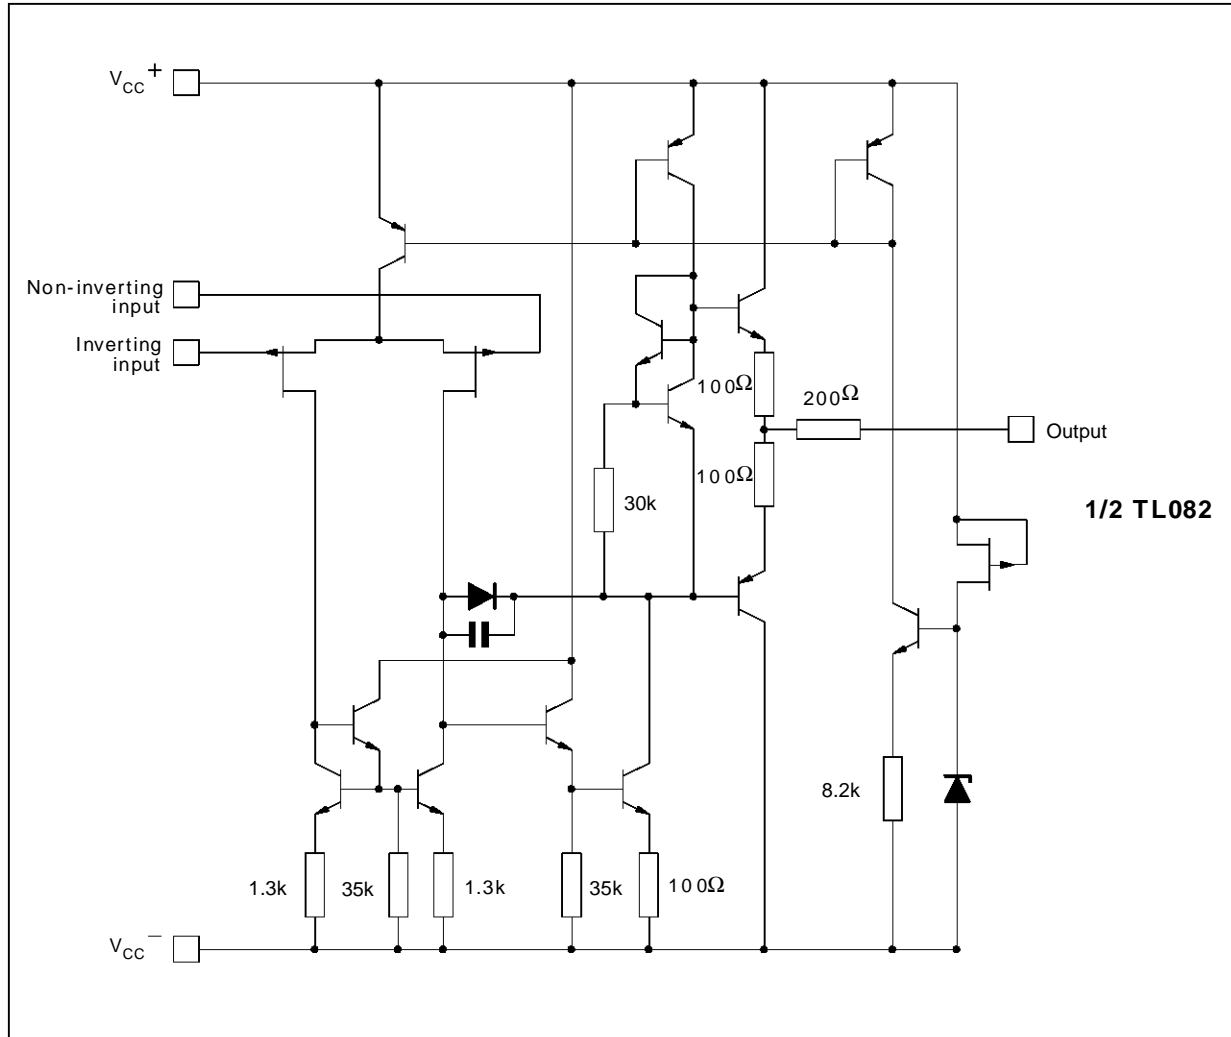 VCC+
Non-inverting
input
Inverting
input
100Ω
200Ω
Output
100Ω
30k
1/2 TL082
8.2k
1.3k
35k
1.3k
35k
100Ω
VCC−